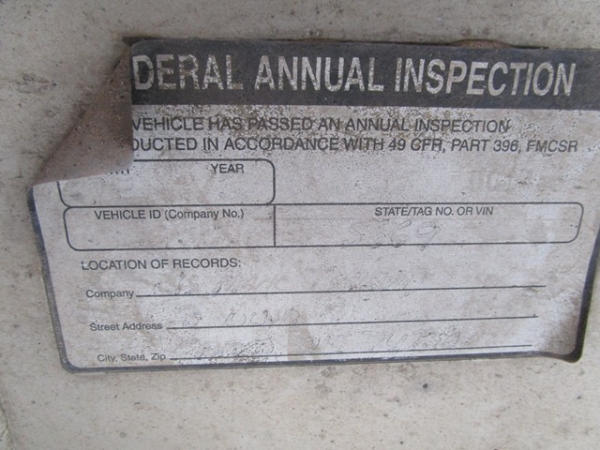 DERAL ANNUAL INSPECTION
VEHICLE HAS PASSED AN ANNUAL INSPECTION
DUCTED IN ACCORDANCE WITH 49 CFR, PART 396, FMCSR
YEAR
VEHICLE ID (Company No.)
STATE/TAG NO. OR VIN
LOCATION OF RECORDS:
Company
Street Address
City, State, Zip